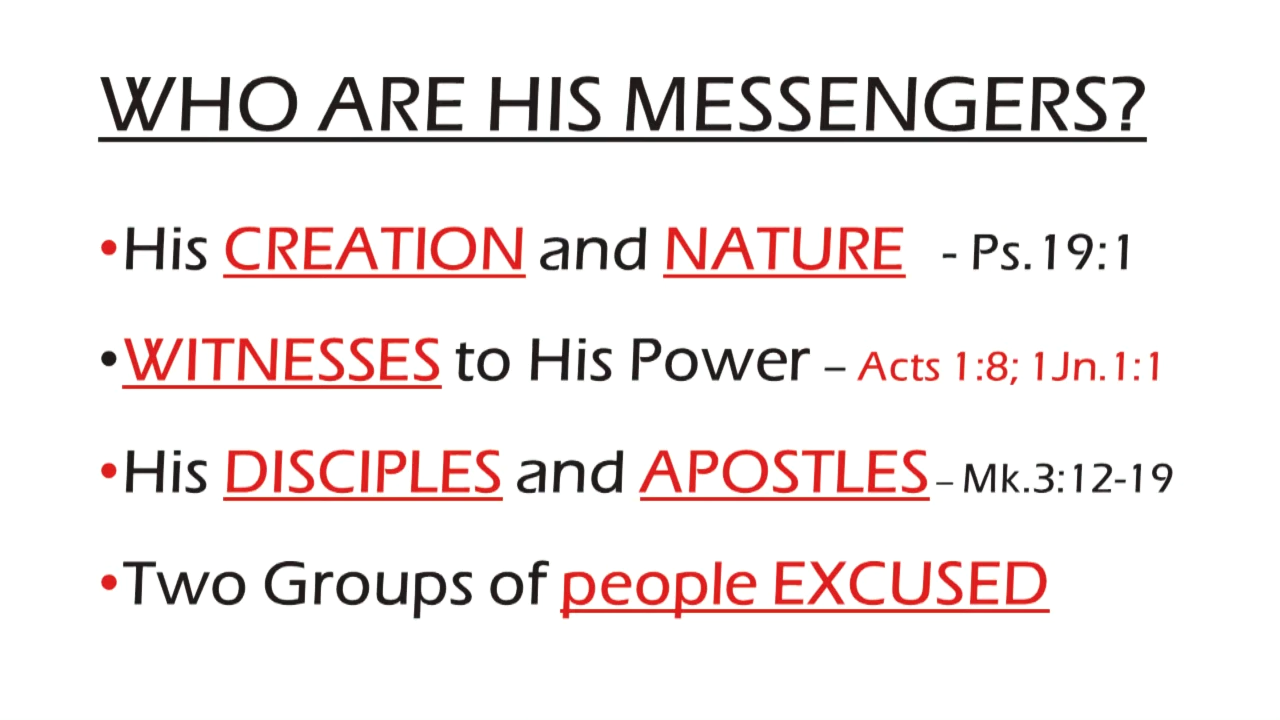 WHO ARE HIS MESSENGERS?
•His CREATION and NATURE - Ps.19:1
•WITNESSES to His Power – Acts 1:8; 1Jn.1:1
•His DISCIPLES and APOSTLES – Mk.3:12-19
•Two Groups of people EXCUSED